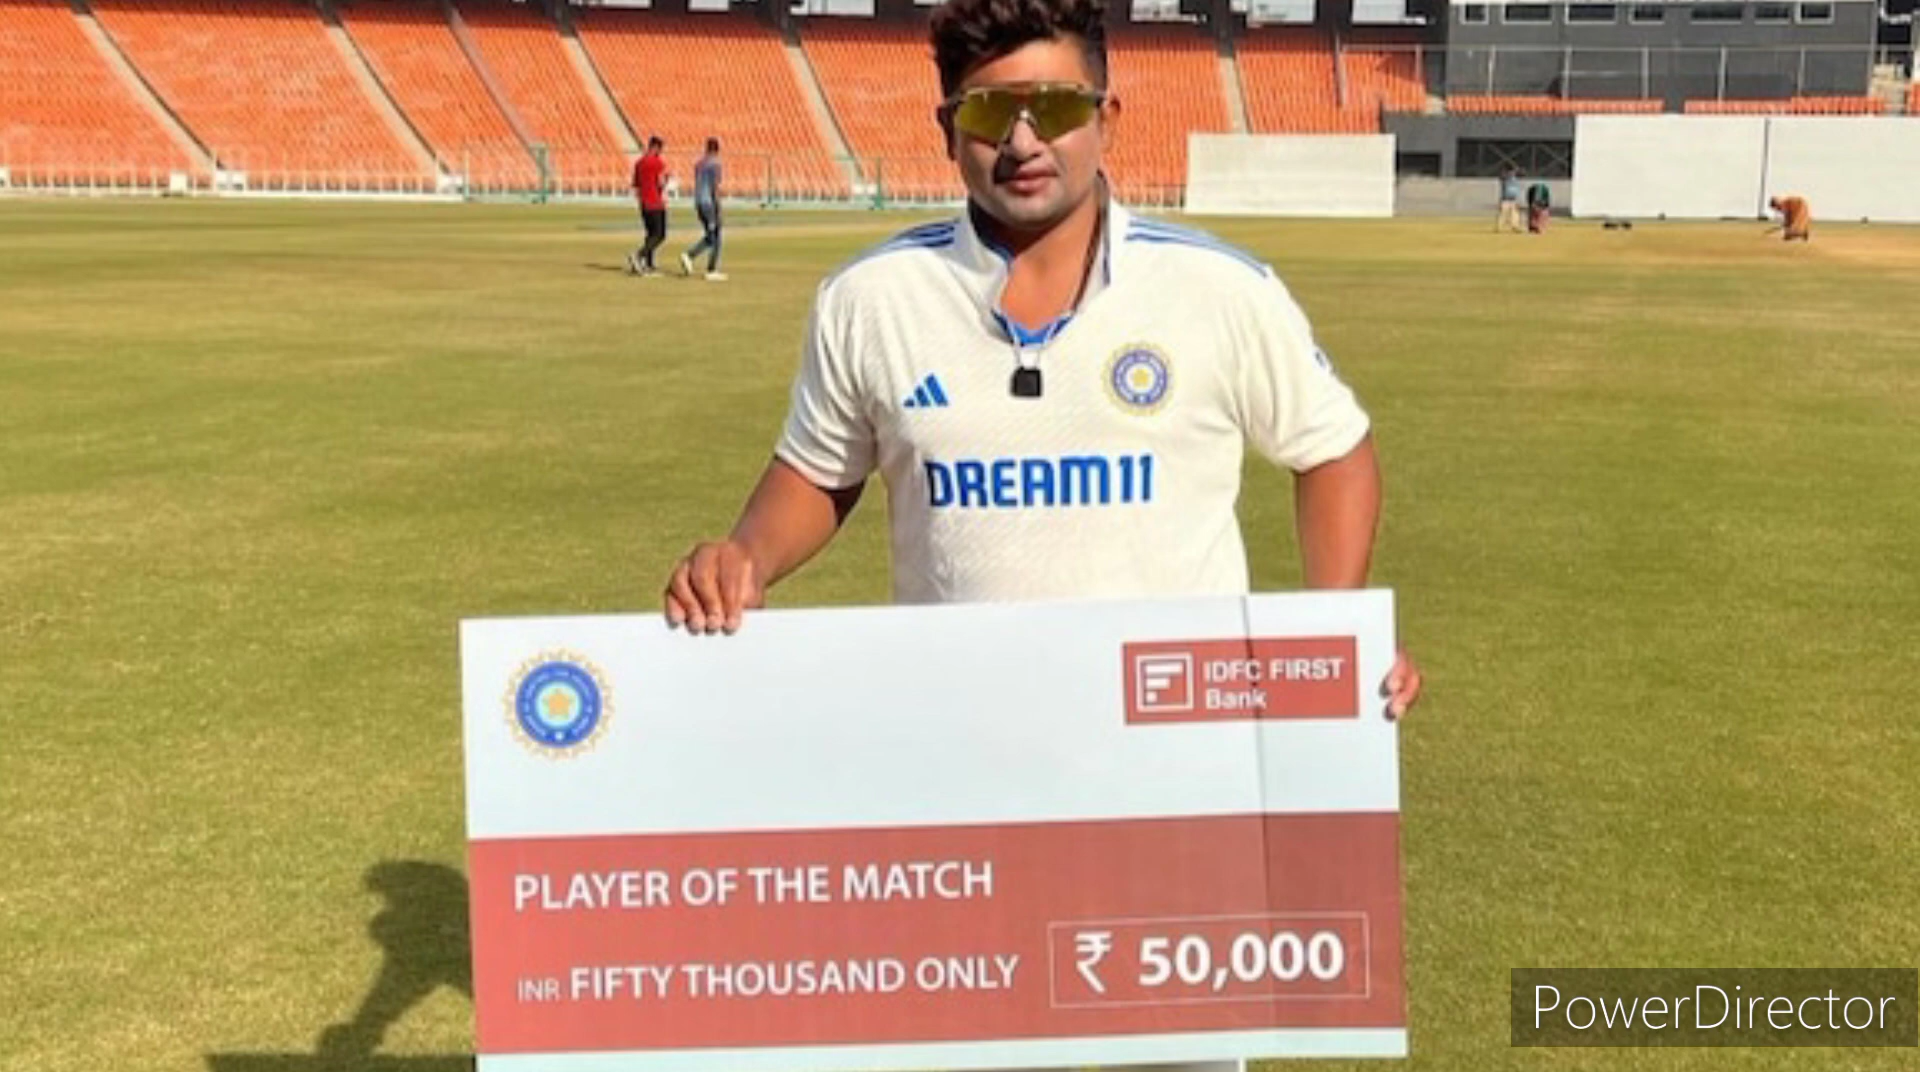 DREAM11
IDFC FIRST
Bank
PLAYER OF THE MATCH
INR FIFTY THOUSAND ONLY ₹ 50,000
PowerDirector